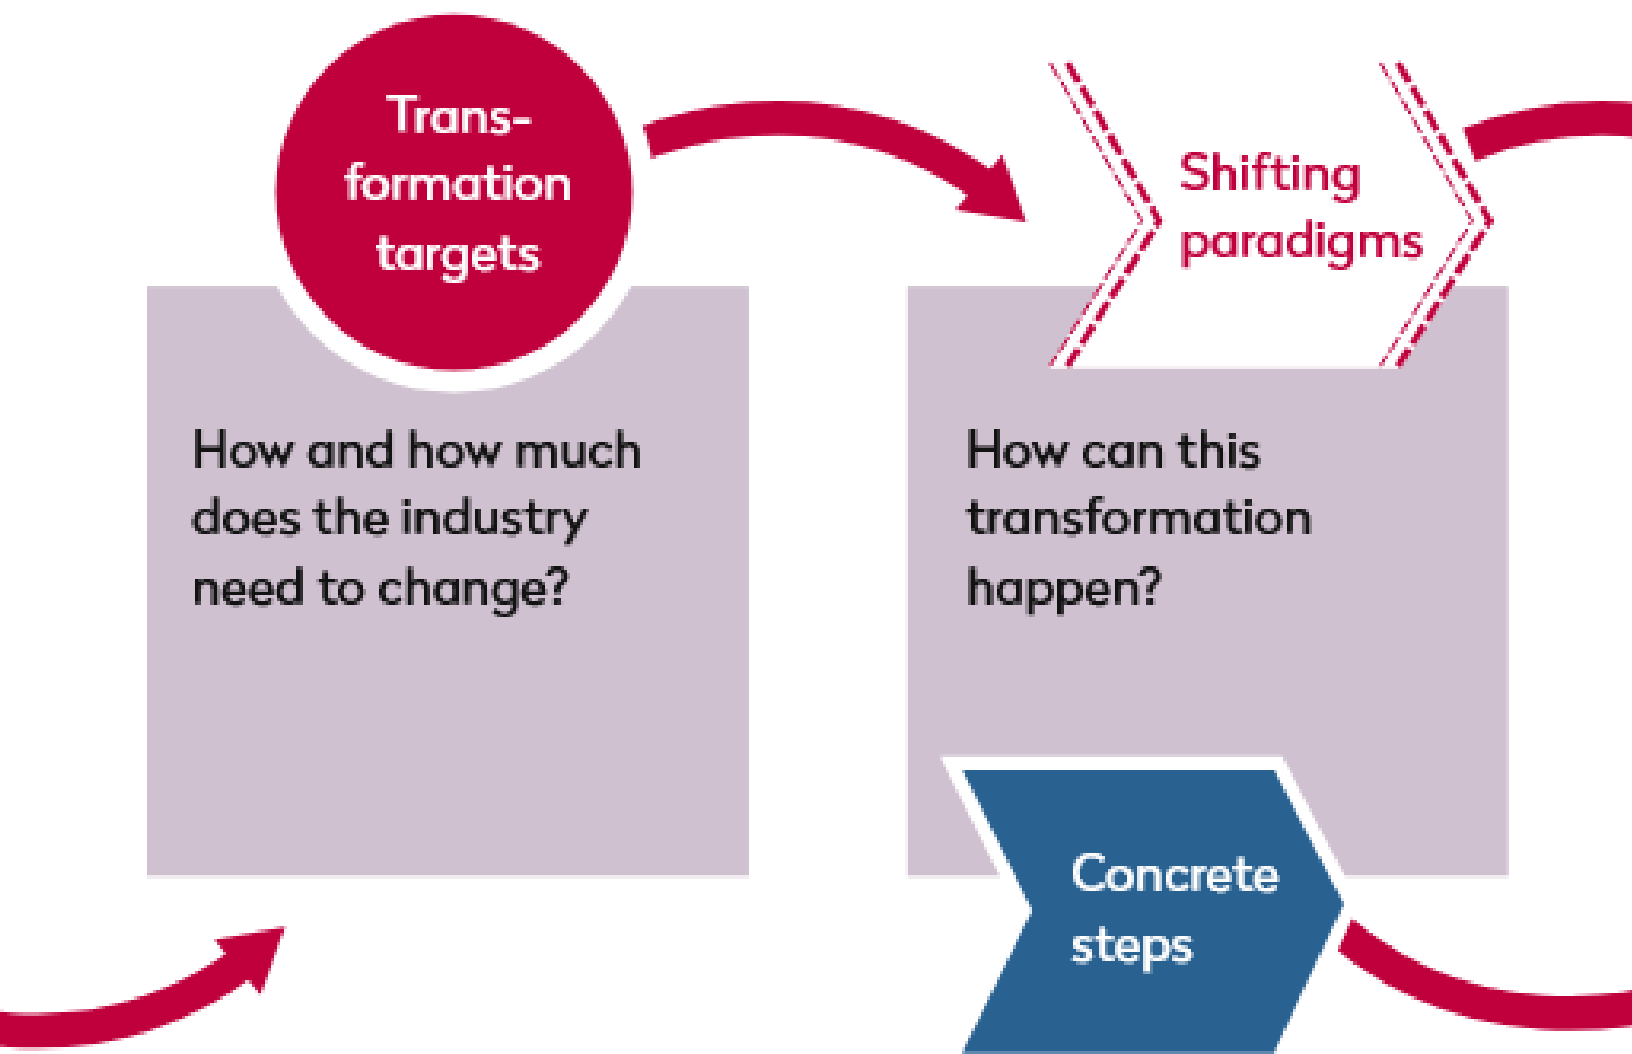 Trans-
formation
targets
How and how much
does the industry
need to change?
Shifting
paradigms
How can this
transformation
happen?
Concrete
steps